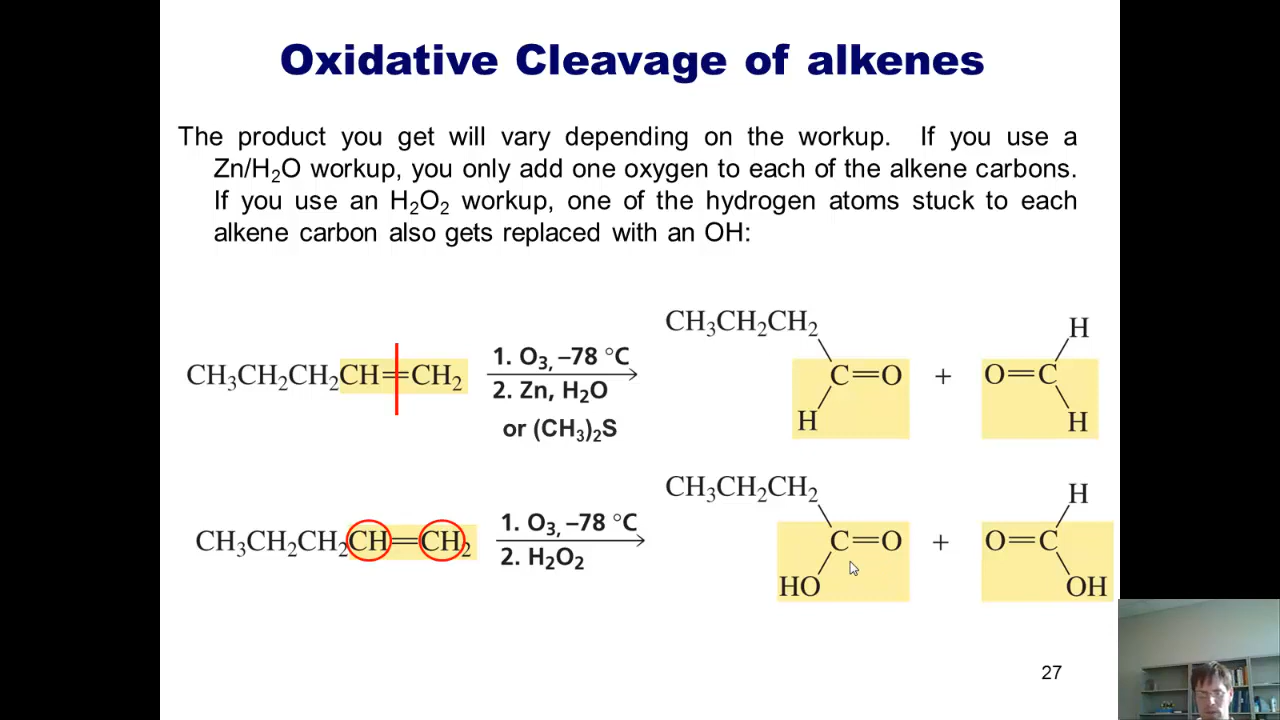 Oxidative Cleavage of alkenes
The product you get will vary depending on the workup. If you use a
Zn/H₂O workup, you only add one oxygen to each of the alkene carbons.
If you use an H₂O₂ workup, one of the hydrogen atoms stuck to each
alkene carbon also gets replaced with an OH:
CH₃CH₂CH₂CH=CH₂
1. O₃, –78 °C
2. Zn, H₂O
or (CH₃)₂S
CH₃CH₂CH₂
C=O
H
+
H
O=C
H
CH₃CH₂CH₂CH=CH₂
1. O₃, –78 °C
2. H₂O₂
CH₃CH₂CH₂
C=O
HO
+
H
O=C
OH
27